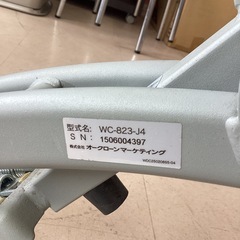 型式名: WC-823-J4
S N: 1506004397
株式会社 オークローンマーケティング